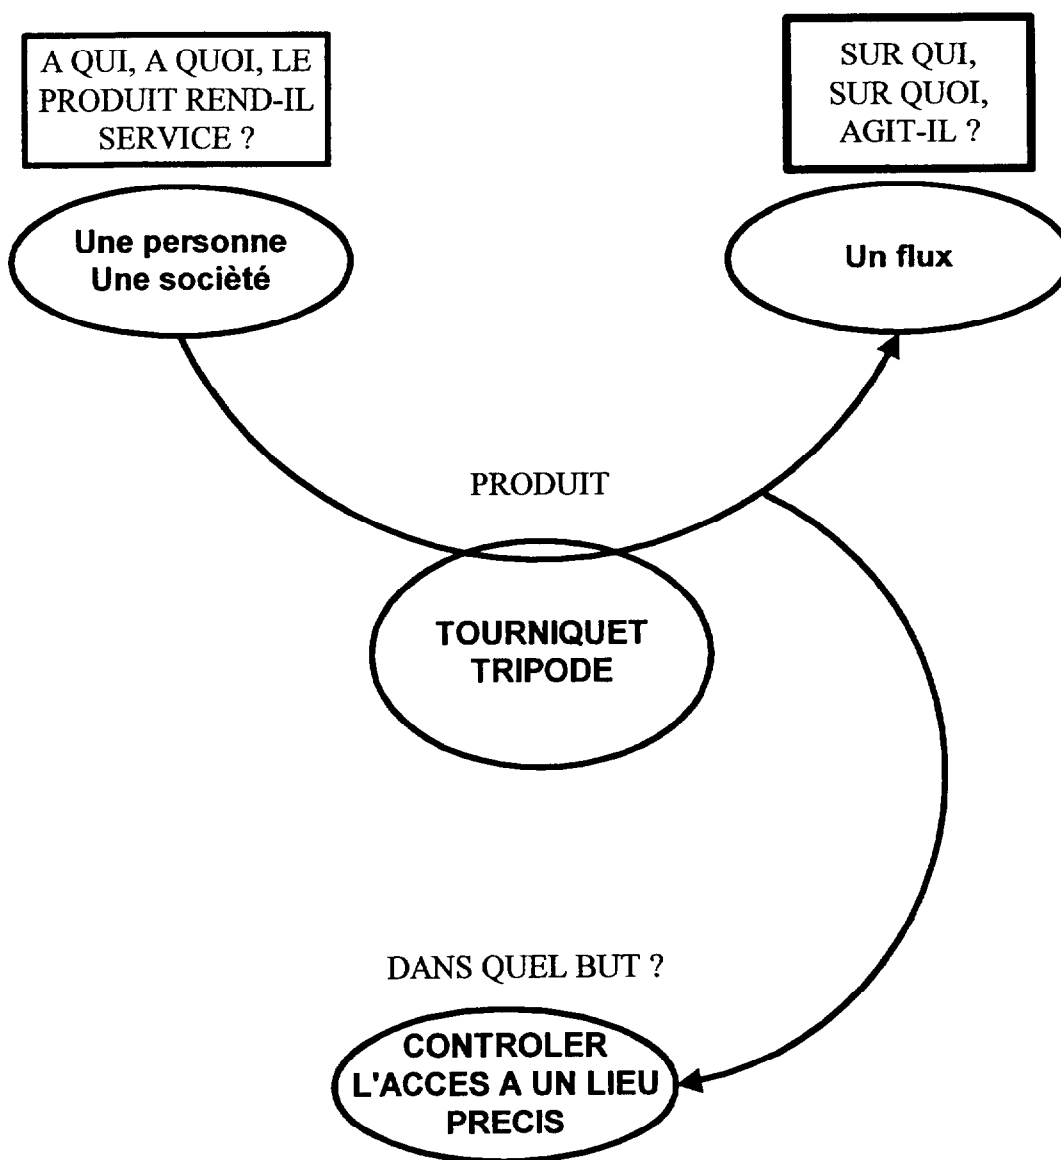 A QUI, A QUOI, LE
PRODUIT REND-IL
SERVICE ?
SUR QUI,
SUR QUOI,
AGIT-IL ?
Une personne
Une sociète
Un flux
PRODUIT
TOURNIQUET
TRIPODE
DANS QUEL BUT ?
CONTROLER
L'ACCES A UN LIEU
PRECIS